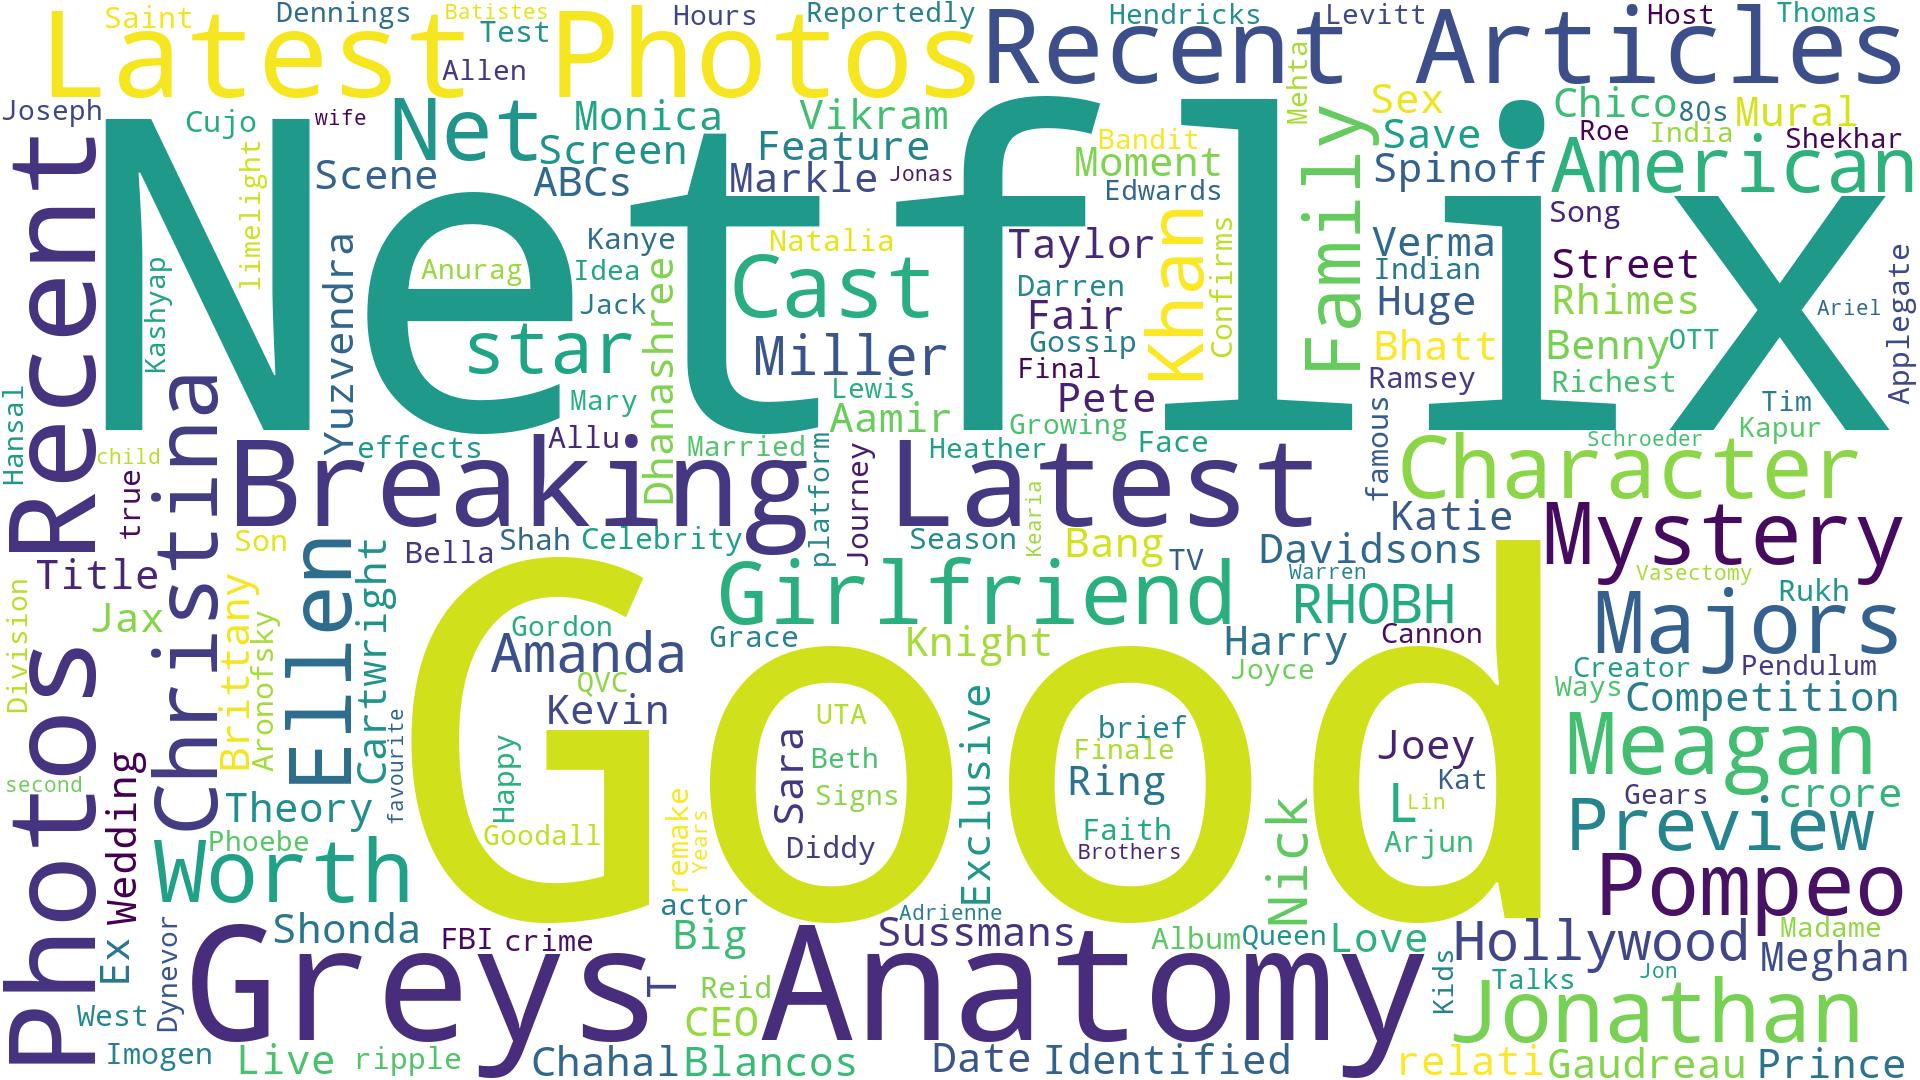 Saint Dennings Batistes Hours Reportedly Hendricks Levitt Host Thomas
Latest Photos Test Recent Articles
Allen
Joseph Cujo wife Net Monica Vikram Mehta Sex Chico 80s Mural
Screen Feature Bandit Save Roe India Shekhar
limelight Scene ABCs Markle Jonas Moment Family Spinoff American
Edwards
Netflix
Recent Photos
Kashyap Yuzvendra Anurag Kanye Natalia Taylor Khan Confirms Verma Song
Idea Cast Indian Street
Jack Darren Huge Rhimes Ariel Applegate
star Dhanashree Miller Fair Gossip Bhatt Benny OTT
Final Ramsey Richest
Hansal Mary Lewis Pete Tim
Aamir Growing famous Kapur
child Christina effects Allu Married platform Journey Heather Face Schroeder
Breaking Latest Character
true Katie Mystery
Son Bella Shah Celebrity Season Kearia Bang TV Davidsons
Title Ellen Cartwright Girlfriend Warren RHOBH Vasectomy
Division Jax Brittany Aronofsky Gordon Rukh Majors
Amanda Grace Knight Harry Cannon
QVC Joyce Creator Pendulum
Good
Kevin Exclusive Ways Competition
favourite UTA brief
Wedding Happy Sara Beth Finale Joey Meagan
second Ring Kat
Theory Signs L Lin Gears crore
Phoebe Goodall remake Years Diddy Faith Brothers Nick Arjun Preview
Worth Pompeo
actor Adrienne
Ex Dynevor Shonda FBI crime Big Sussmans Album Queen Love Hollywood Madame
Meghan
Greys Anatomy
T Reid Kids Talks Jon
West CEO Jonathan
Imogen Live ripple Chahal Blancos Date Identified relati Gaudreau Prince